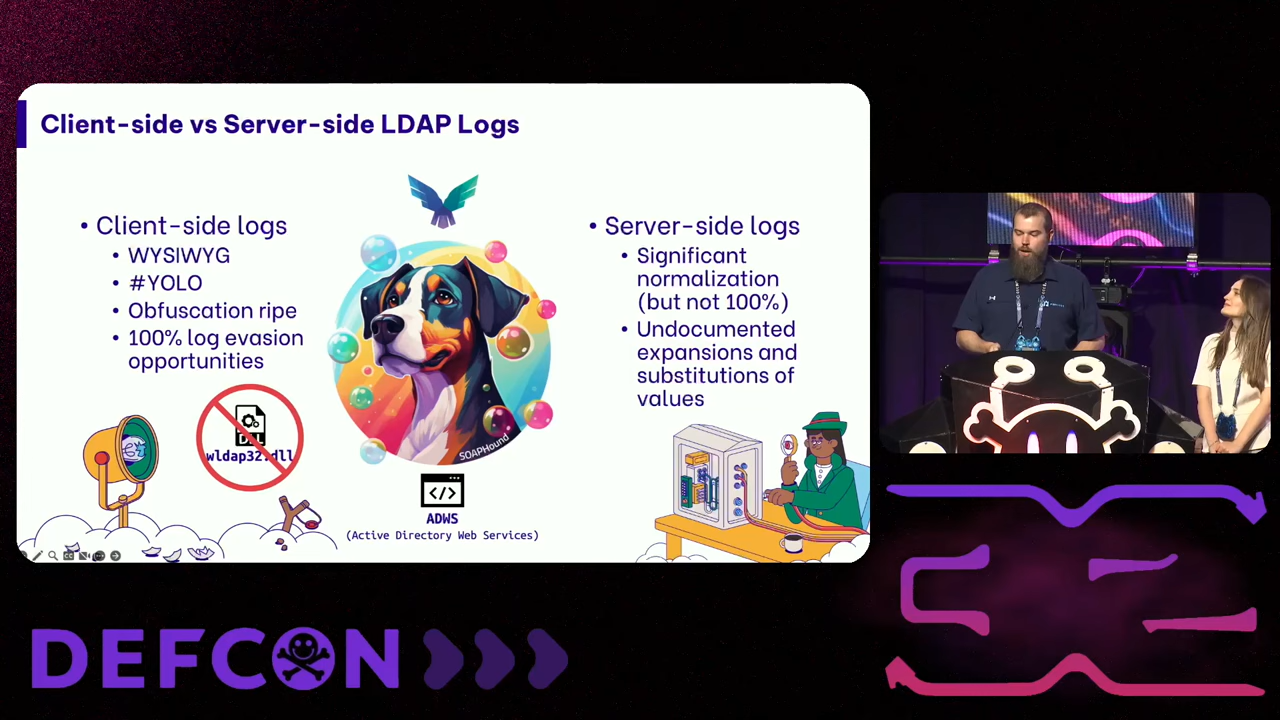 Client-side vs Server-side LDAP Logs
• Client-side logs
• WYSIWYG
• #YOLO
• Obfuscation ripe
• 100% log evasion
opportunities
wldap32.dll
SOAPHound
ADWS
(Active Directory Web Services)
• Server-side logs
• Significant
normalization
(but not 100%)
• Undocumented
expansions and
substitutions of
values
DEFCON